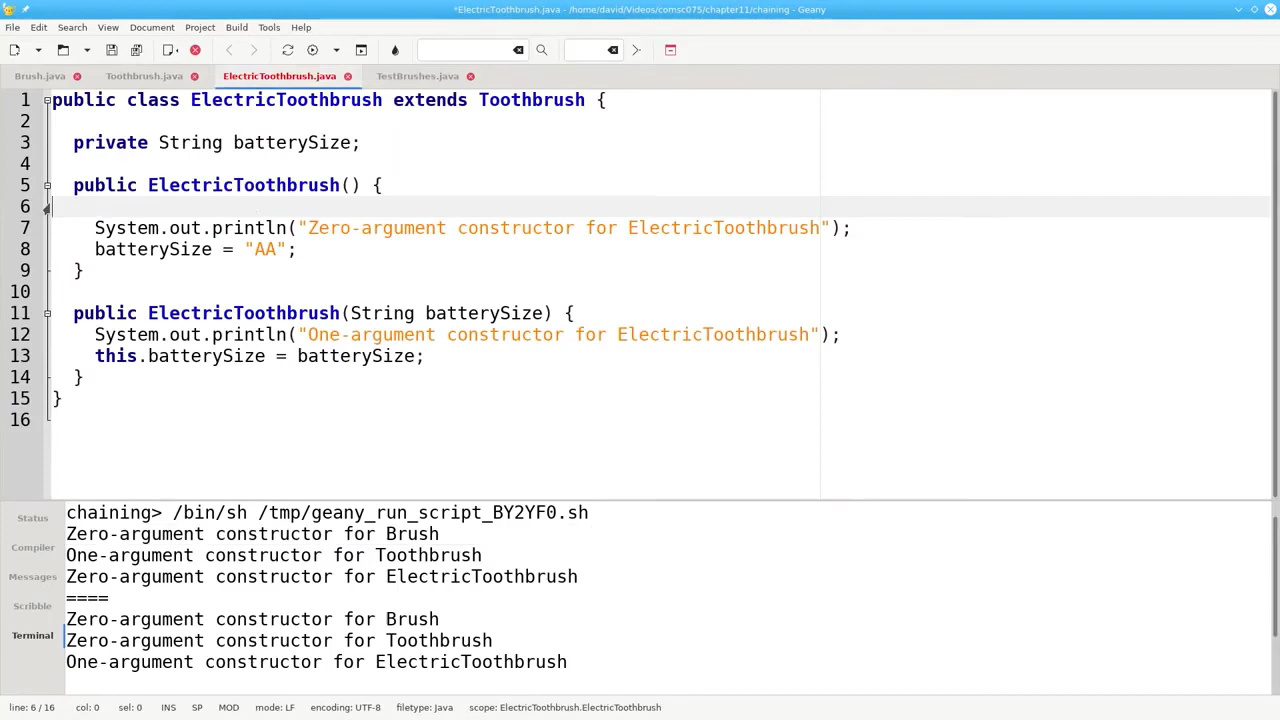 *ElectricToothbrush.java - /home/david/Videos/comsc075/chapter11/chaining - Geany
File Edit Search View Document Project Build Tools Help
Brush.java Toothbrush.java ElectricToothbrush.java TestBrushes.java
1 public class ElectricToothbrush extends Toothbrush {
2
3 private String batterySize;
4
5 public ElectricToothbrush() {
6
7 System.out.println("Zero-argument constructor for ElectricToothbrush");
8 batterySize = "AA";
9 }
10
11 public ElectricToothbrush(String batterySize) {
12 System.out.println("One-argument constructor for ElectricToothbrush");
13 this.batterySize = batterySize;
14 }
15 }
16
Status
Compiler
Messages
Scribble
Terminal
chaining> /bin/sh /tmp/geany_run_script_BY2YF0.sh
Zero-argument constructor for Brush
One-argument constructor for Toothbrush
Zero-argument constructor for ElectricToothbrush
====
Zero-argument constructor for Brush
Zero-argument constructor for Toothbrush
One-argument constructor for ElectricToothbrush
line: 6 / 16 col: 0 sel: 0 INS SP MOD mode: LF encoding: UTF-8 filetype: Java scope: ElectricToothbrush.ElectricToothbrush